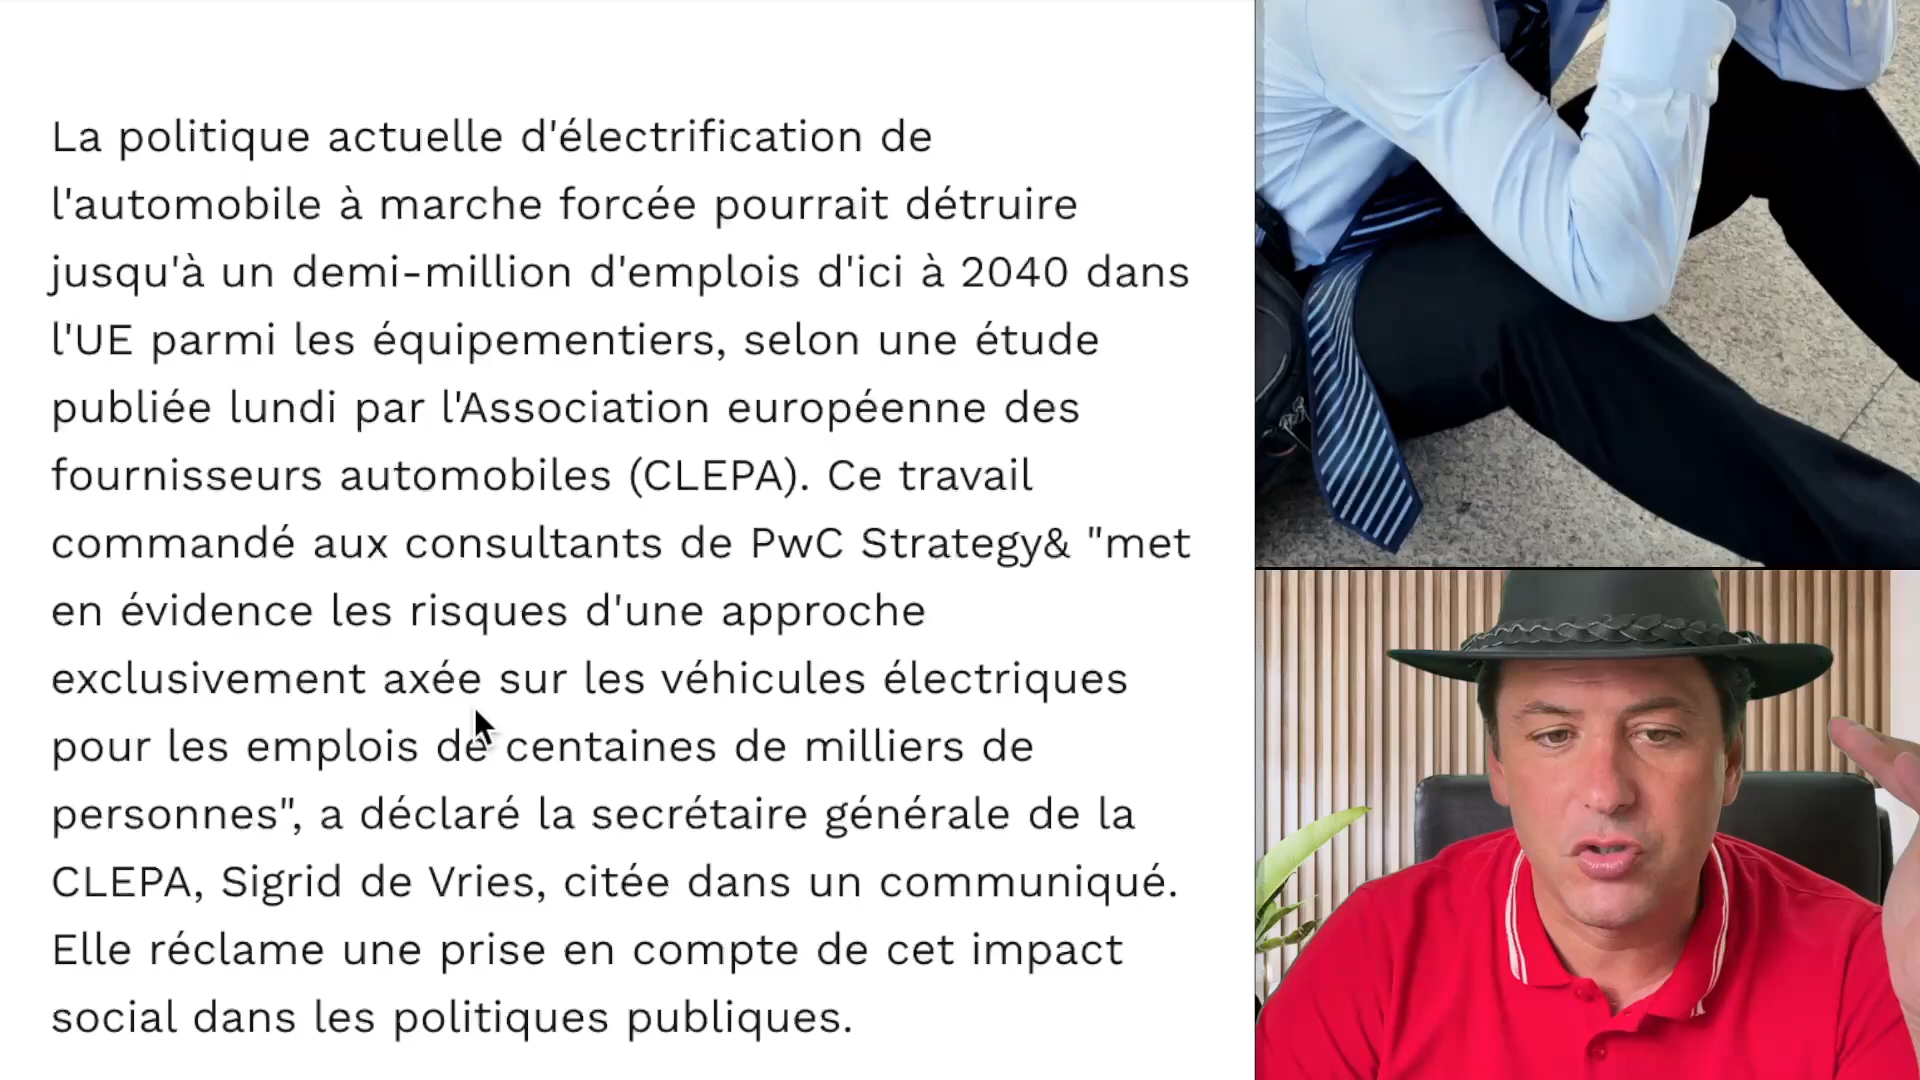 La politique actuelle d'électrification de
l'automobile à marche forcée pourrait détruire
jusqu'à un demi-million d'emplois d'ici à 2040 dans
l'UE parmi les équipementiers, selon une étude
publiée lundi par l'Association européenne des
fournisseurs automobiles (CLEPA). Ce travail
commandé aux consultants de PwC Strategy& "met
en évidence les risques d'une approche
exclusivement axée sur les véhicules électriques
pour les emplois de centaines de milliers de
personnes", a déclaré la secrétaire générale de la
CLEPA, Sigrid de Vries, citée dans un communiqué.
Elle réclame une prise en compte de cet impact
social dans les politiques publiques.